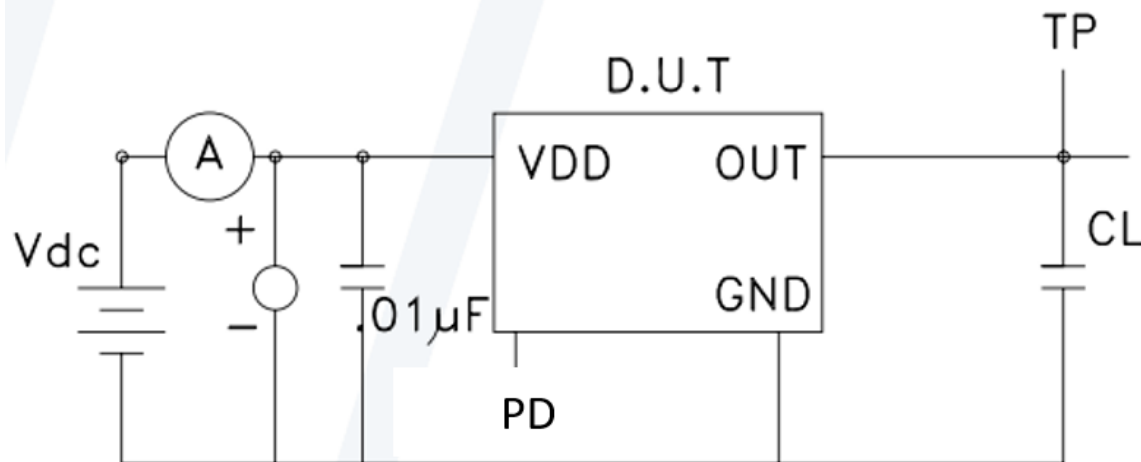 TP
D.U.T
A
VDD
OUT
+
Vdc
CL
GND
-
.01µF
PD